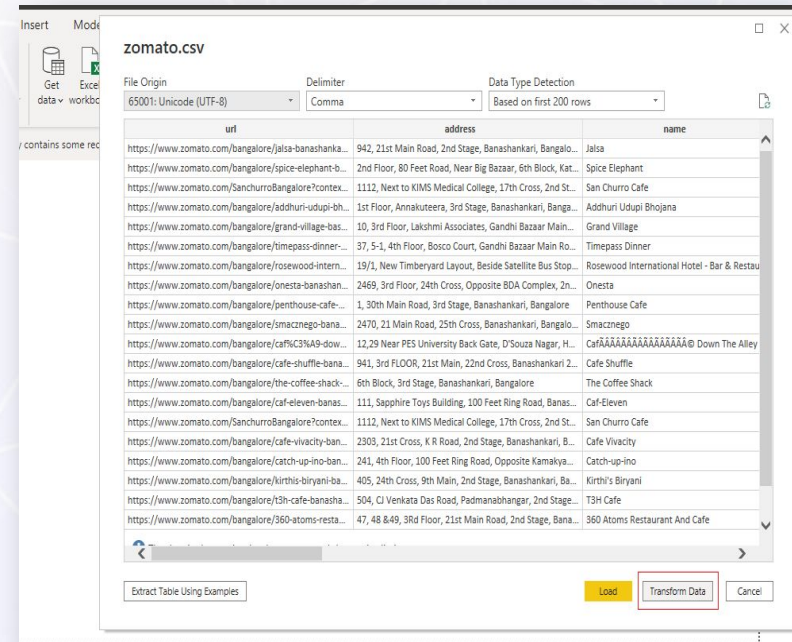 Insert Mode
Get data
Excel workbo
y contains some rec
zomato.csv
File Origin Delimiter Data Type Detection
65001: Unicode (UTF-8) Comma Based on first 200 rows
url address name
https://www.zomato.com/bangalore/jalsa-banashanka... 942, 21st Main Road, 2nd Stage, Banashankari, Bangalo... Jalsa
https://www.zomato.com/bangalore/spice-elephant-b... 2nd Floor, 80 Feet Road, Near Big Bazaar, 6th Block, Kat... Spice Elephant
https://www.zomato.com/SanchurroBangalore?contex... 1112, Next to KIMS Medical College, 17th Cross, 2nd St... San Churro Cafe
https://www.zomato.com/bangalore/addhuri-udupi-bh... 1st Floor, Annakuteera, 3rd Stage, Banashankari, Banga... Addhuri Udupi Bhojana
https://www.zomato.com/bangalore/grand-village-bas... 10, 3rd Floor, Lakshmi Associates, Gandhi Bazaar Main... Grand Village
https://www.zomato.com/bangalore/timepass-dinner-... 37, 5-1, 4th Floor, Bosco Court, Gandhi Bazaar Main Ro... Timepass Dinner
https://www.zomato.com/bangalore/rosewood-intern... 19/1, New Timberyard Layout, Beside Satellite Bus Stop... Rosewood International Hotel - Bar & Restau
https://www.zomato.com/bangalore/onesta-banashan... 2469, 3rd Floor, 24th Cross, Opposite BDA Complex, 2n... Onesta
https://www.zomato.com/bangalore/penthouse-cafe-... 1, 30th Main Road, 3rd Stage, Banashankari, Bangalore Penthouse Cafe
https://www.zomato.com/bangalore/smacznego-bana... 2470, 21 Main Road, 25th Cross, Banashankari, Bangalo... Smacznego
https://www.zomato.com/bangalore/caf%C3%A9-dow... 12,29 Near PES University Back Gate, D'Souza Nagar, H... Down The Alley
https://www.zomato.com/bangalore/cafe-shuffle-bana... 941, 3rd FLOOR, 21st Main, 22nd Cross, Banashankari 2... Cafe Shuffle
https://www.zomato.com/bangalore/the-coffee-shack-... 6th Block, 3rd Stage, Banashankari, Bangalore The Coffee Shack
https://www.zomato.com/bangalore/caf-eleven-banas... 111, Sapphire Toys Building, 100 Feet Ring Road, Banas... Caf-Eleven
https://www.zomato.com/SanchurroBangalore?contex... 1112, Next to KIMS Medical College, 17th Cross, 2nd St... San Churro Cafe
https://www.zomato.com/bangalore/cafe-vivacity-ban... 2303, 21st Cross, K R Road, 2nd Stage, Banashankari, B... Cafe Vivacity
https://www.zomato.com/bangalore/catch-up-ino-ban... 241, 4th Floor, 100 Feet Ring Road, Opposite Kamakya... Catch-up-ino
https://www.zomato.com/bangalore/kirthis-biryani-ba... 405, 24th Cross, 9th Main, 2nd Stage, Banashankari, Ba... Kirthi's Biryani
https://www.zomato.com/bangalore/t3h-cafe-banasha... 504, CJ Venkata Das Road, Padmanabhangar, 2nd Stage... T3H Cafe
https://www.zomato.com/bangalore/360-atoms-resta... 47, 48 &49, 3Rd Floor, 21st Main Road, 2nd Stage, Bana... 360 Atoms Restaurant And Cafe
Extract Table Using Examples Load Transform Data Cancel